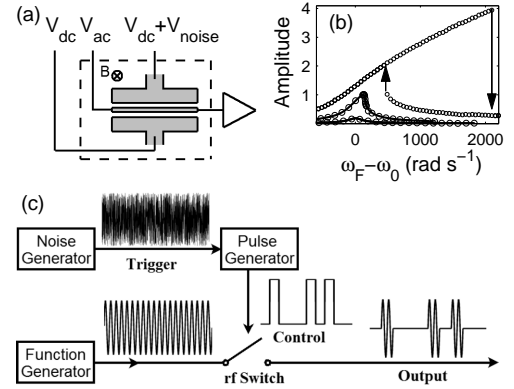 (a)
V_dc V_ac V_dc+V_noise
B
(b)
Amplitude
4
3
2
1
0
0 1000 2000
ω_F−ω_0 (rad s⁻¹)
(c)
Noise
Generator
Trigger
Pulse
Generator
Control
Function
Generator
rf Switch
Output